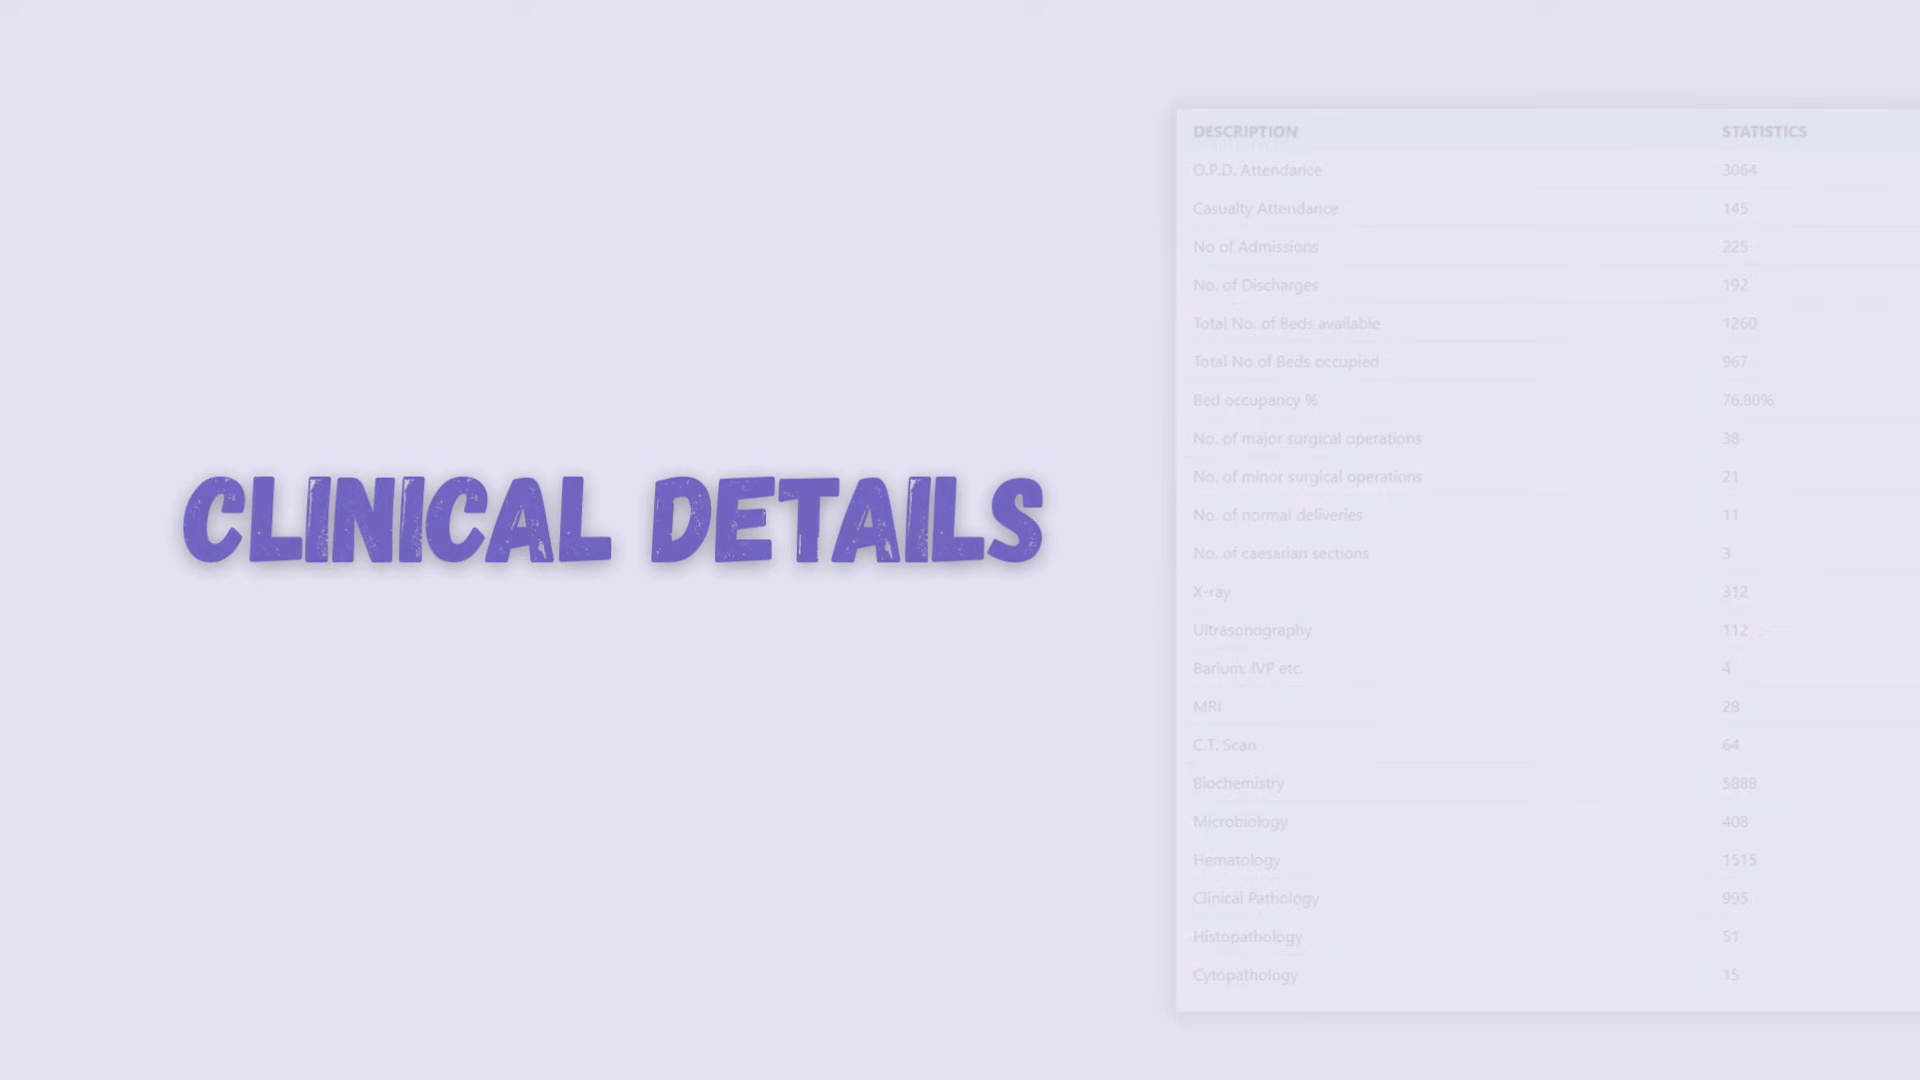 CLINICAL DETAILS
DESCRIPTION STATISTICS
O.P.D. Attendance 3064
Casualty Attendance 145
No of Admissions 225
No. of Discharges 192
Total No. of Beds available 1260
Total No of Beds occupied 967
Bed occupancy % 76.80%
No. of major surgical operations 38
No. of minor surgical operations 21
No. of normal deliveries 11
No. of caesarian sections 3
X-ray 312
Ultrasonography 112
Barium. IVP etc. 4
MRI 28
C.T. Scan 64
Biochemistry 5888
Microbiology 408
Hematology 1515
Clinical Pathology 995
Histopathology 51
Cytopathology 15